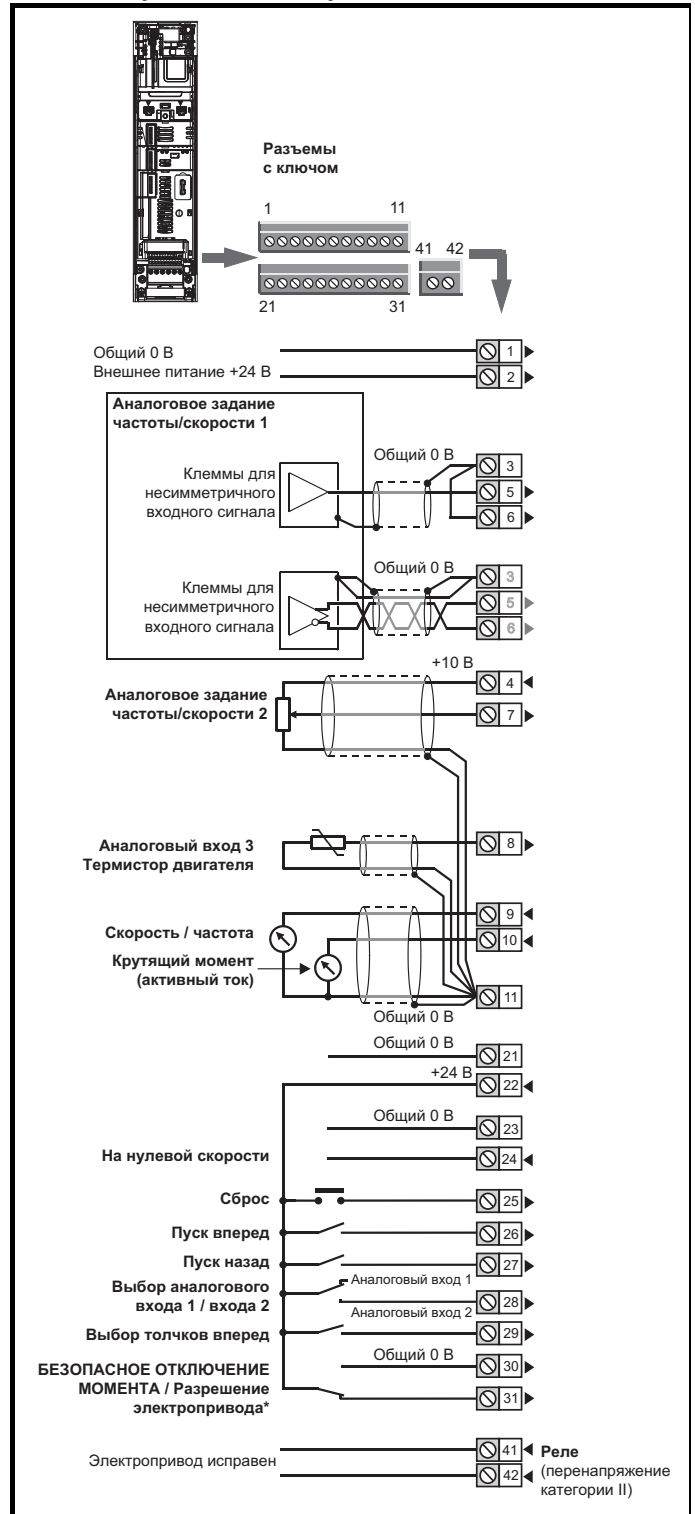 Разъемы
с ключом
1 11
41 42
21 31
Общий 0 В
1
Внешнее питание +24 В
2
Аналоговое задание
частоты/скорости 1
Общий 0 В
3
Клеммы для
несимметричного
входного сигнала
5
6
Общий 0 В
3
Клеммы для
несимметричного
входного сигнала
5
6
+10 В
4
Аналоговое задание
частоты/скорости 2
7
Аналоговый вход 3
Термистор двигателя
8
Скорость / частота
9
Крутящий момент
(активный ток)
10
11
Общий 0 В
Общий 0 В
21
+24 В
22
Общий 0 В
23
На нулевой скорости
24
Сброс
25
Пуск вперед
26
Пуск назад
27
Выбор аналогового
входа 1 / входа 2
Аналоговый вход 1
28
Аналоговый вход 2
Выбор толчков вперед
29
Общий 0 В
30
БЕЗОПАСНОЕ ОТКЛЮЧЕНИЕ
МОМЕНТА / Разрешение
электропривода*
31
Электропривод исправен
41
42
Реле
(перенапряжение
категории II)